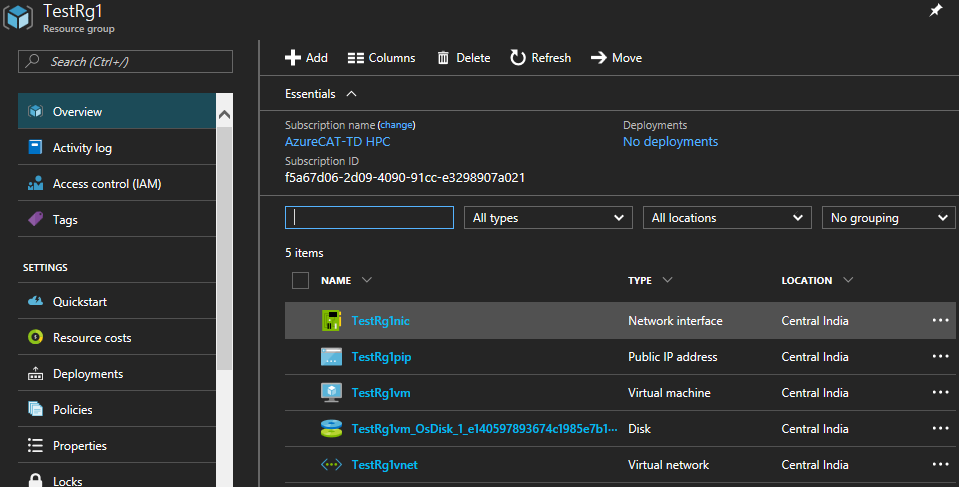 TestRg1
Resource group
Search (Ctrl+/)
Overview
Activity log
Access control (IAM)
Tags
SETTINGS
Quickstart
Resource costs
Deployments
Policies
Properties
Locks
Add Columns Delete Refresh Move
Essentials
Subscription name (change) Deployments
AzureCAT-TD HPC No deployments
Subscription ID
f5a67d06-2d09-4090-91cc-e3298907a021
All types All locations No grouping
5 items
NAME TYPE LOCATION
TestRg1nic Network interface Central India ...
TestRg1pip Public IP address Central India ...
TestRg1vm Virtual machine Central India ...
TestRg1vm_OsDisk_1_e140597893674c1985e7b1··· Disk Central India ...
TestRg1vnet Virtual network Central India ...